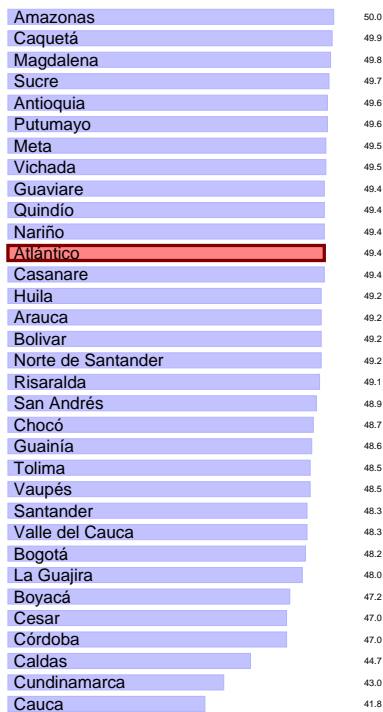 Amazonas 50.0
Caquetá 49.9
Magdalena 49.8
Sucre 49.7
Antioquia 49.6
Putumayo 49.6
Meta 49.5
Vichada 49.5
Guaviare 49.4
Quindío 49.4
Nariño 49.4
Atlántico 49.4
Casanare 49.4
Huila 49.2
Arauca 49.2
Bolivar 49.2
Norte de Santander 49.2
Risaralda 49.1
San Andrés 48.9
Chocó 48.7
Guainía 48.6
Tolima 48.5
Vaupés 48.5
Santander 48.3
Valle del Cauca 48.3
Bogotá 48.2
La Guajira 48.0
Boyacá 47.2
Cesar 47.0
Córdoba 47.0
Caldas 44.7
Cundinamarca 43.0
Cauca 41.8